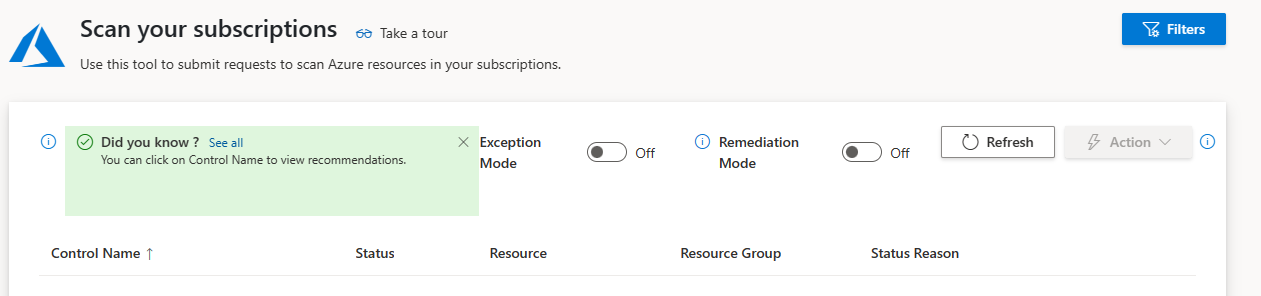 Scan your subscriptions Take a tour
Filters
Use this tool to submit requests to scan Azure resources in your subscriptions.
Did you know ? See all
You can click on Control Name to view recommendations.
Exception
Mode
Off
Remediation
Mode
Off
Refresh
Action
Control Name ↑ Status Resource Resource Group Status Reason